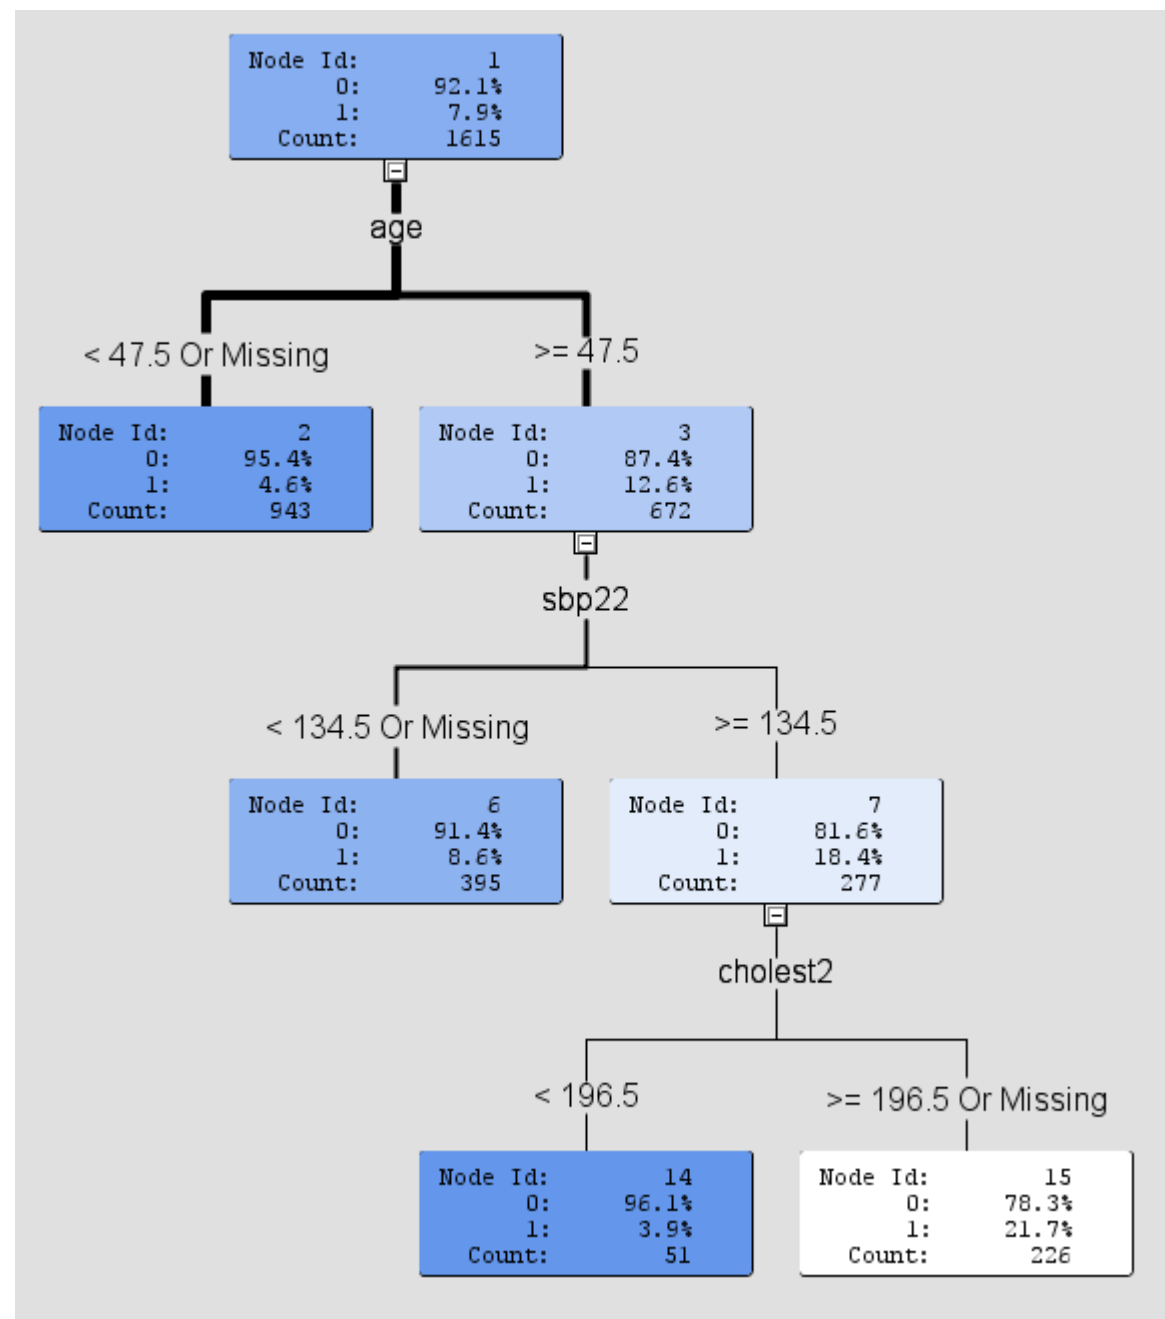 Node Id: 1
0: 92.1%
1: 7.9%
Count: 1615
age
< 47.5 Or Missing
>= 47.5
Node Id: 2
0: 95.4%
1: 4.6%
Count: 943
Node Id: 3
0: 87.4%
1: 12.6%
Count: 672
sbp22
< 134.5 Or Missing
>= 134.5
Node Id: 6
0: 91.4%
1: 8.6%
Count: 395
Node Id: 7
0: 81.6%
1: 18.4%
Count: 277
cholest2
< 196.5
>= 196.5 Or Missing
Node Id: 14
0: 96.1%
1: 3.9%
Count: 51
Node Id: 15
0: 78.3%
1: 21.7%
Count: 226